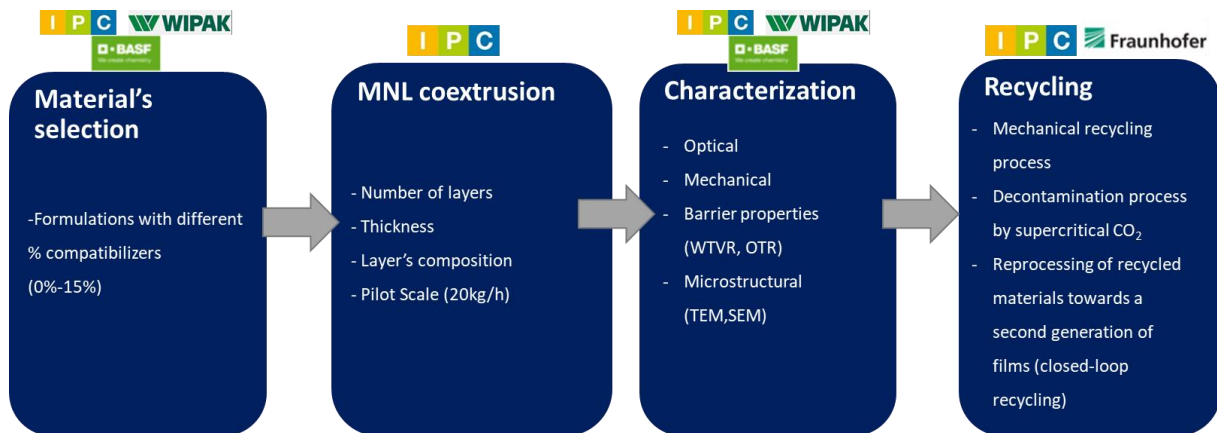 IPC WIPAK
BASF
We create chemistry
Material's
selection
-Formulations with different
% compatibilizers
(0%-15%)
IPC
MNL coextrusion
- Number of layers
- Thickness
- Layer's composition
- Pilot Scale (20kg/h)
IPC WIPAK
BASF
We create chemistry
Characterization
- Optical
- Mechanical
- Barrier properties
(WTVR, OTR)
- Microstructural
(TEM,SEM)
IPC Fraunhofer
Recycling
- Mechanical recycling
process
- Decontamination process
by supercritical CO₂
- Reprocessing of recycled
materials towards a
second generation of
films (closed-loop
recycling)